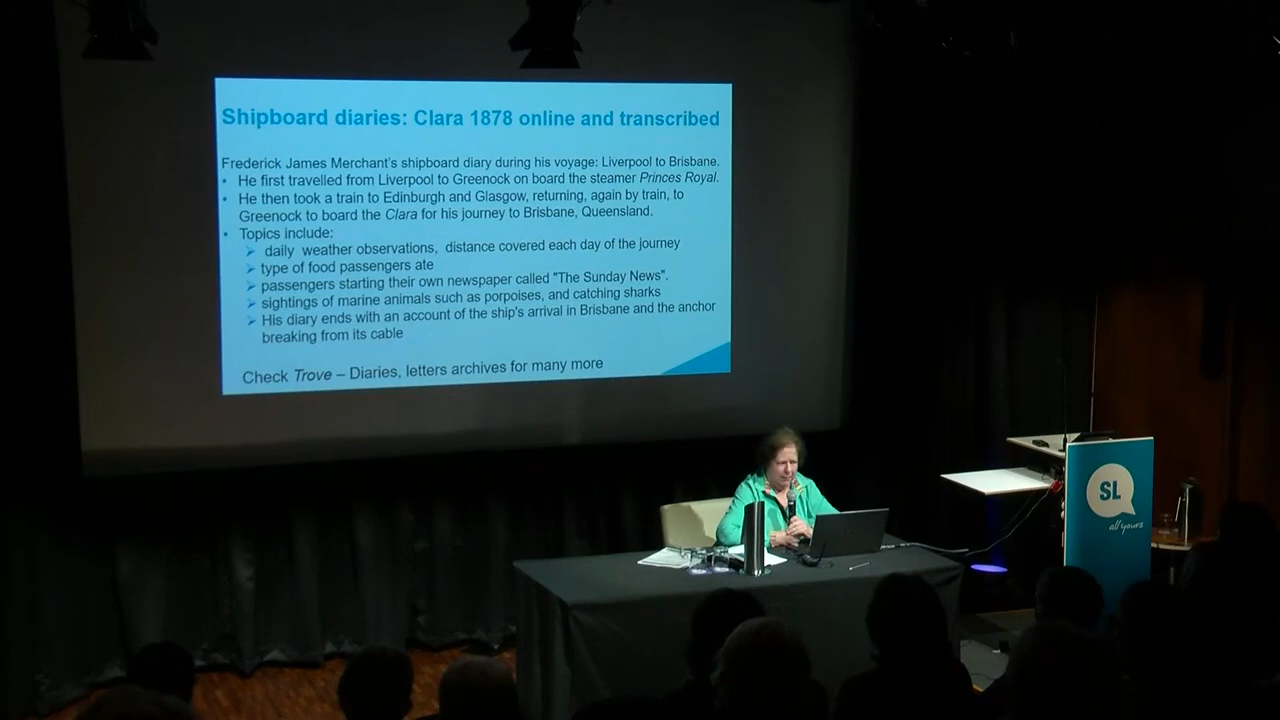 Shipboard diaries: Clara 1878 online and transcribed
Frederick James Merchant's shipboard diary during his voyage: Liverpool to Brisbane.
• He first travelled from Liverpool to Greenock on board the steamer Princes Royal.
• He then took a train to Edinburgh and Glasgow, returning, again by train, to
Greenock to board the Clara for his journey to Brisbane, Queensland.
• Topics include:
➢ daily weather observations, distance covered each day of the journey
➢ type of food passengers ate
➢ passengers starting their own newspaper called "The Sunday News".
➢ sightings of marine animals such as porpoises, and catching sharks
➢ His diary ends with an account of the ship's arrival in Brisbane and the anchor
breaking from its cable
Check Trove – Diaries, letters archives for many more
SL
all yours